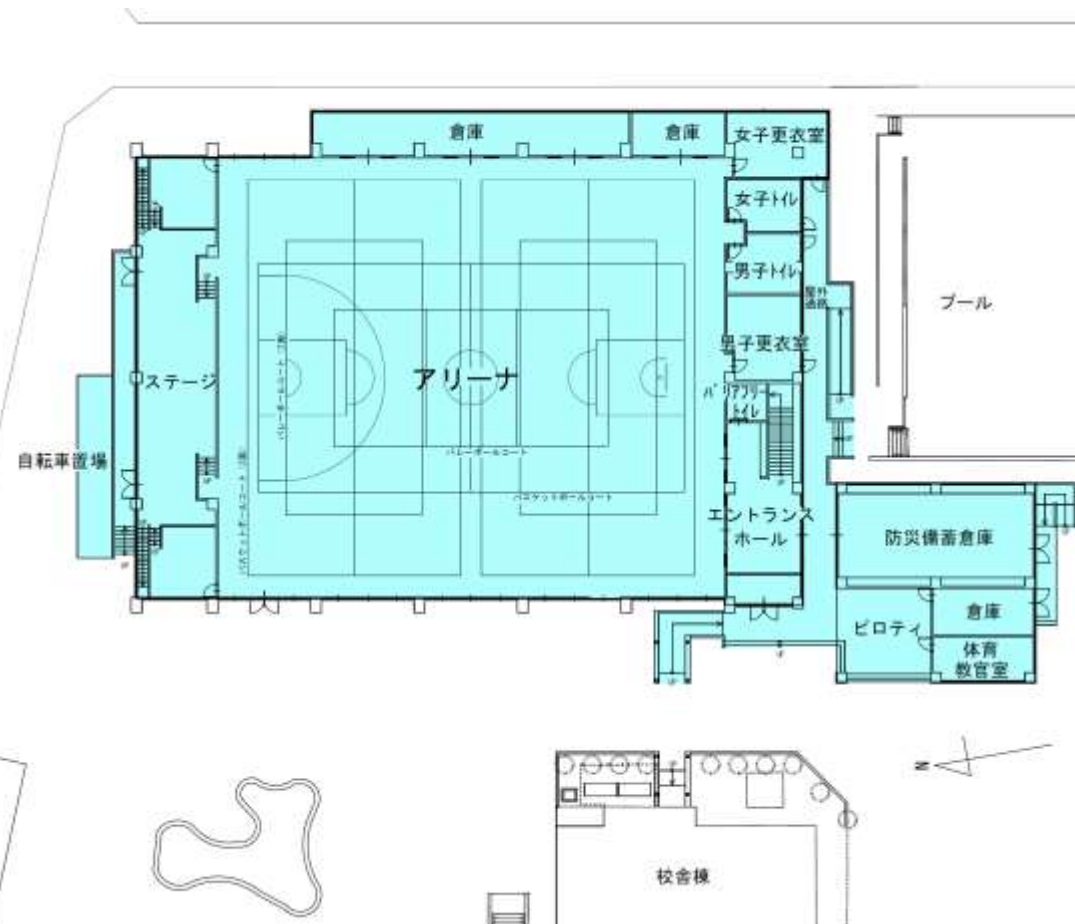 倉庫
倉庫
女子更衣室
女子トイレ
男子トイレ
屋外
通路
プール
男子更衣室
アリーナ
ステージ
バリアフリー
トイレ
バレーボールコート
自転車置場
バスケットボールコート
エントランス
ホール
防災備蓄倉庫
倉庫
ピロティ
体育
教官室
N
校舎棟